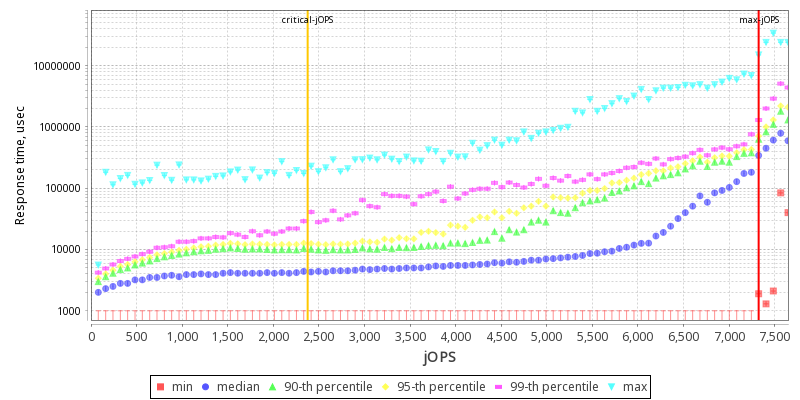 critical-jOPS
max-jOPS
Response time, usec
10000000
1000000
100000
10000
1000
0
500
1,000
1,500
2,000
2,500
3,000
3,500
4,000
4,500
5,000
5,500
6,000
6,500
7,000
7,500
jOPS
min
median
90-th percentile
95-th percentile
99-th percentile
max